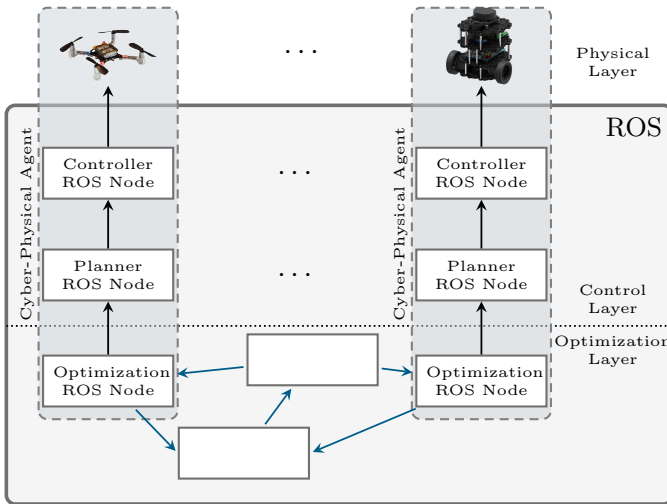 . . .
Physical
Layer
ROS
Cyber-Physical Agent
Controller
ROS Node
. . .
Cyber-Physical Agent
Controller
ROS Node
Planner
ROS Node
. . .
Planner
ROS Node
Control
Layer
Optimization
Layer
Optimization
ROS Node
Optimization
ROS Node